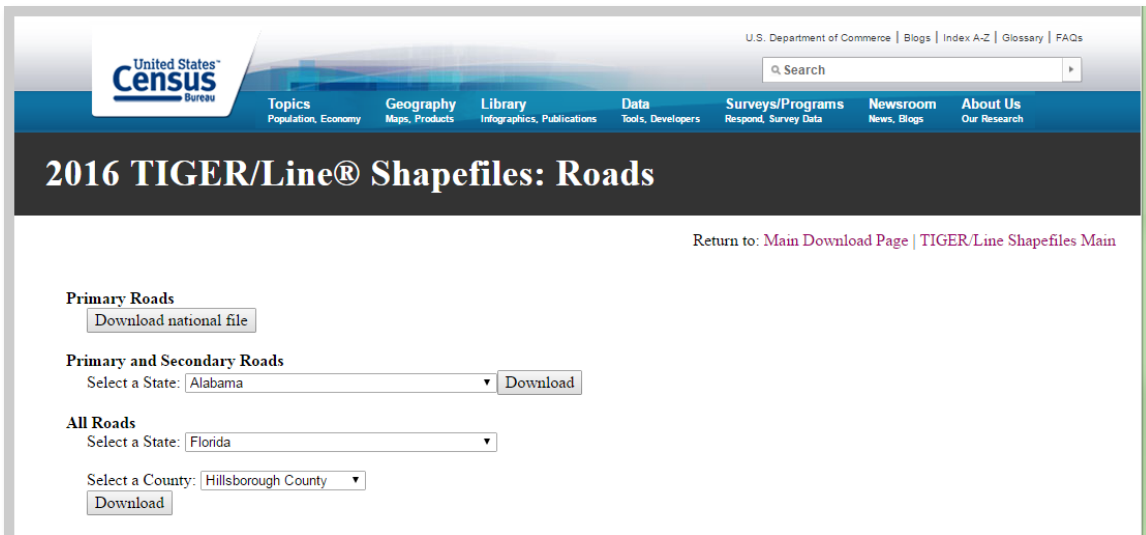 U.S. Department of Commerce | Blogs | Index A-Z | Glossary | FAQs
United States™
Census
Bureau
Search
Topics Geography Library Data Surveys/Programs Newsroom About Us
Population, Economy Maps, Products Infographics, Publications Tools, Developers Respond, Survey Data News, Blogs Our Research
2016 TIGER/Line® Shapefiles: Roads
Return to: Main Download Page | TIGER/Line Shapefiles Main
Primary Roads
Download national file
Primary and Secondary Roads
Select a State: Alabama Download
All Roads
Select a State: Florida
Select a County: Hillsborough County
Download